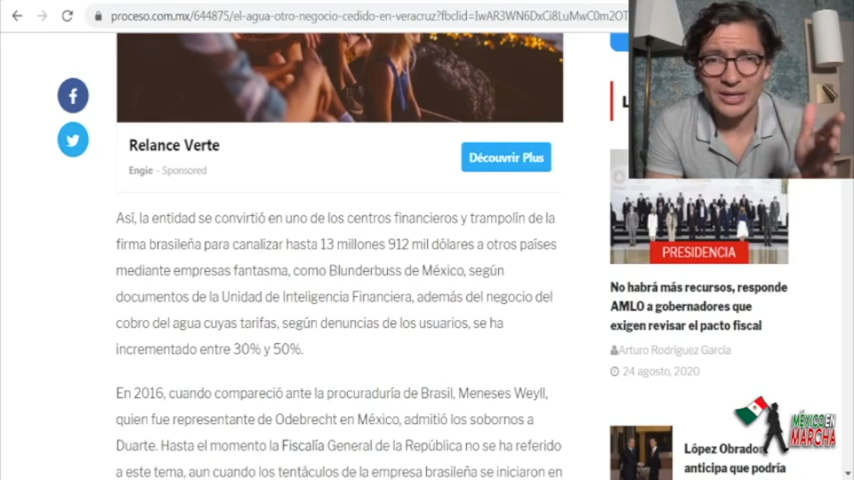 proceso.com.mx/644875/el-agua-otro-negocio-cedido-en-veracruz?fbclid=IwAR3WN6DxCi8LuMwC0m2OT
Relance Verte
Engie - Sponsored
Découvrir Plus
Así, la entidad se convirtió en uno de los centros financieros y trampolín de la
firma brasileña para canalizar hasta 13 millones 912 mil dólares a otros países
mediante empresas fantasma, como Blunderbuss de México, según
documentos de la Unidad de Inteligencia Financiera, además del negocio del
cobro del agua cuyas tarifas, según denuncias de los usuarios, se ha
incrementado entre 30% y 50%.
En 2016, cuando compareció ante la procuraduría de Brasil, Meneses Weyll,
quien fue representante de Odebrecht en México, admitió los sobornos a
Duarte. Hasta el momento la Fiscalía General de la República no se ha referido
a este tema, aun cuando los tentáculos de la empresa brasileña se iniciaron en
L
PRESIDENCIA
No habrá más recursos, responde
AMLO a gobernadores que
exigen revisar el pacto fiscal
Arturo Rodríguez García
24 agosto, 2020
López Obrador
anticipa que podría
MÉXICO EN
MARCHA